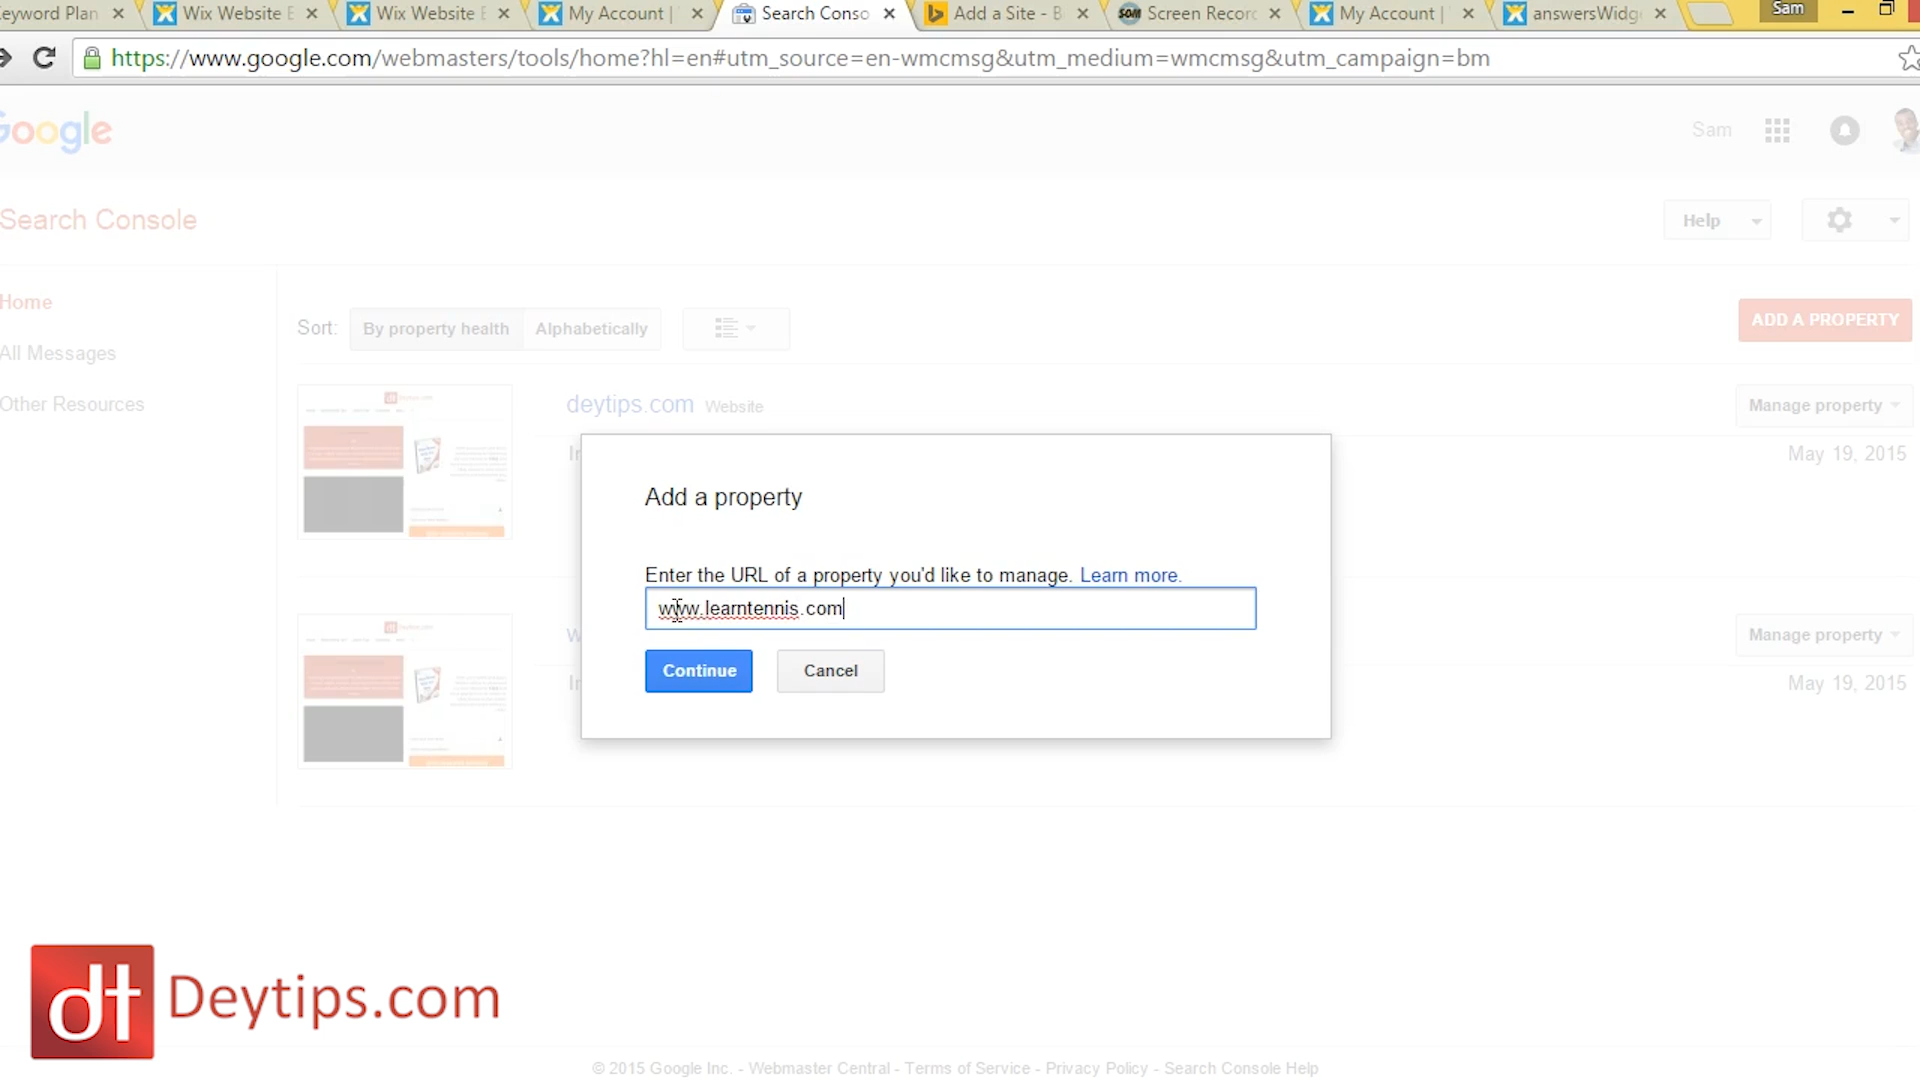 eyword Plan
Wix Website E
Wix Website E
My Account |
Search Conso
Add a Site - B
Screen Record
My Account |
answersWidg
Sam
https://www.google.com/webmasters/tools/home?hl=en#utm_source=en-wmcmsg&utm_medium=wmcmsg&utm_campaign=bm
Google
Sam
Search Console
Help
Home
Sort: By property health Alphabetically
ADD A PROPERTY
All Messages
Other Resources
deytips.com Website
Manage property
May 19, 2015
Add a property
Enter the URL of a property you'd like to manage. Learn more.
www.learntennis.com
Manage property
Continue Cancel
May 19, 2015
dt Deytips.com
© 2015 Google Inc. - Webmaster Central - Terms of Service - Privacy Policy - Search Console Help